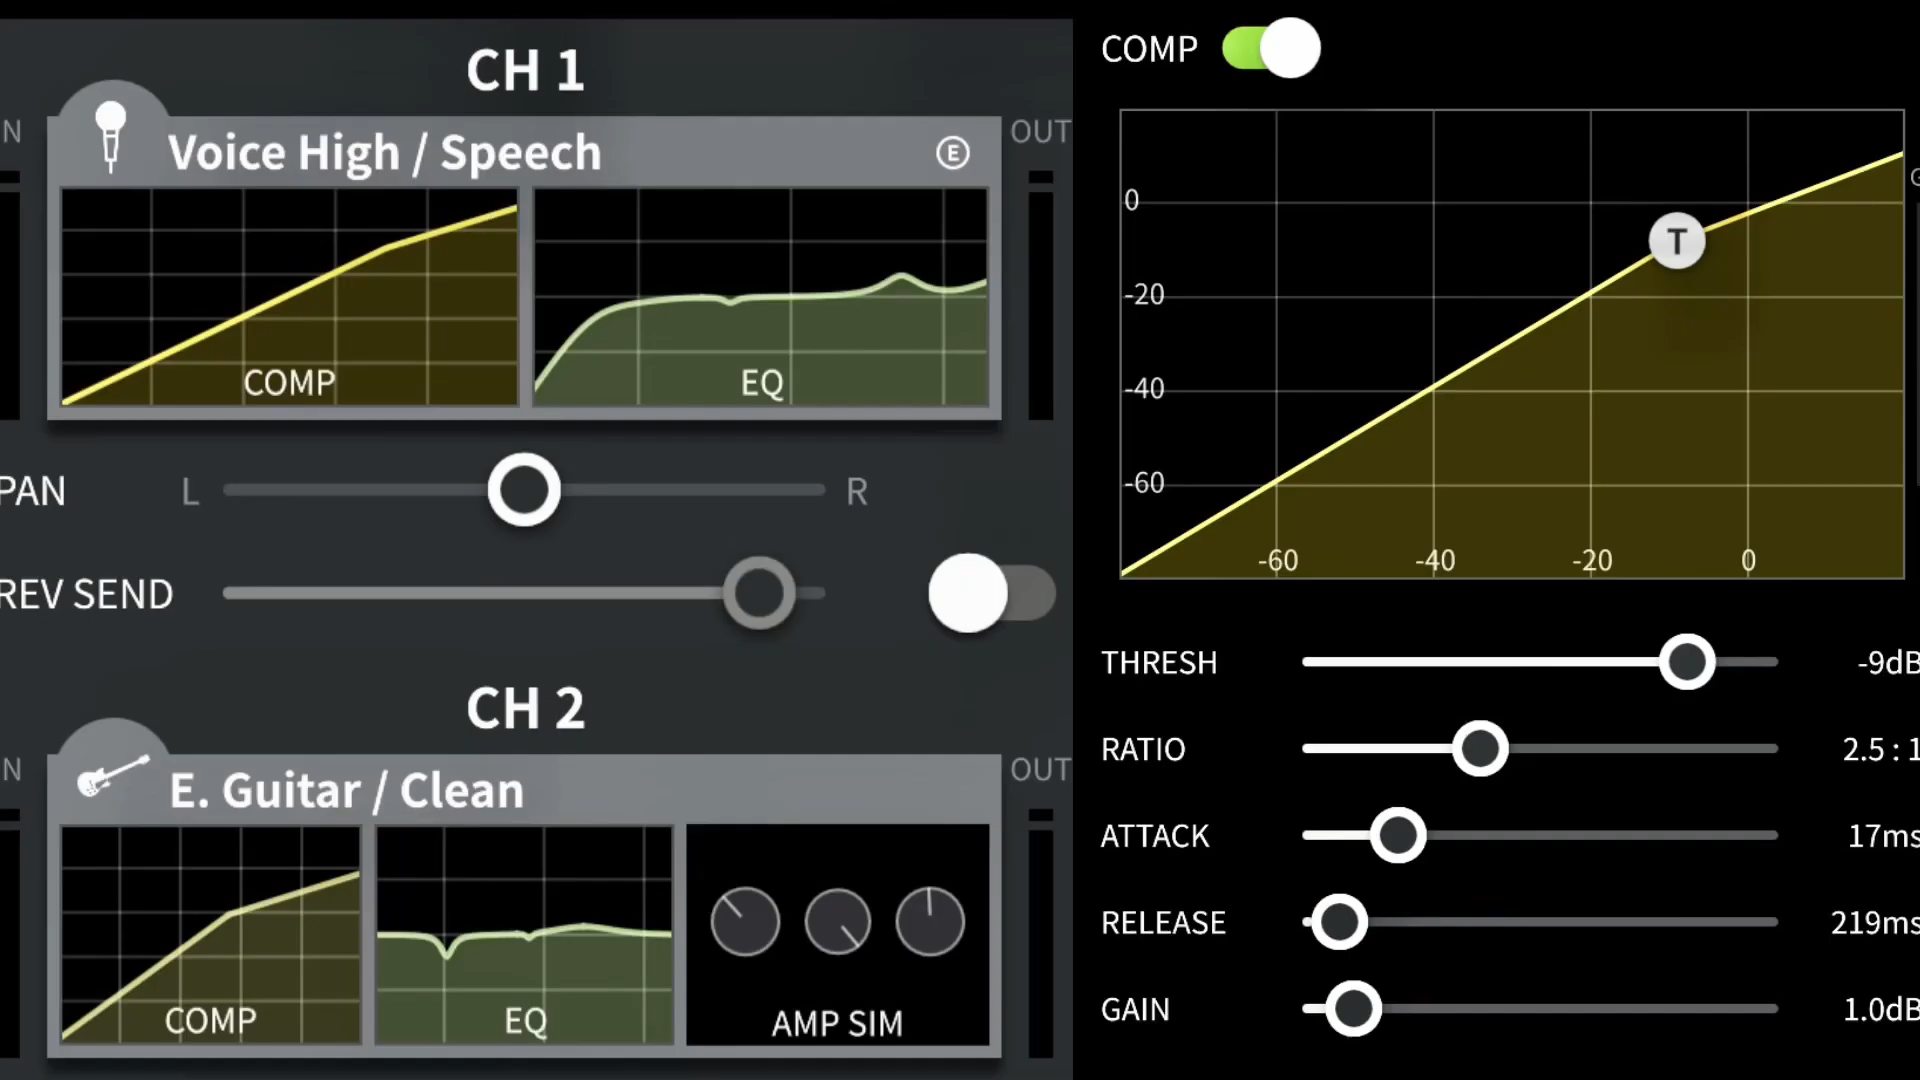 CH 1
N
OUT
Voice High / Speech
E
COMP
EQ
PAN
L
R
REV SEND
CH 2
N
OUT
E. Guitar / Clean
COMP
EQ
AMP SIM
COMP
0
-20
-40
-60
-60
-40
-20
0
T
THRESH
-9dB
RATIO
2.5 : 1
ATTACK
17ms
RELEASE
219ms
GAIN
1.0dB